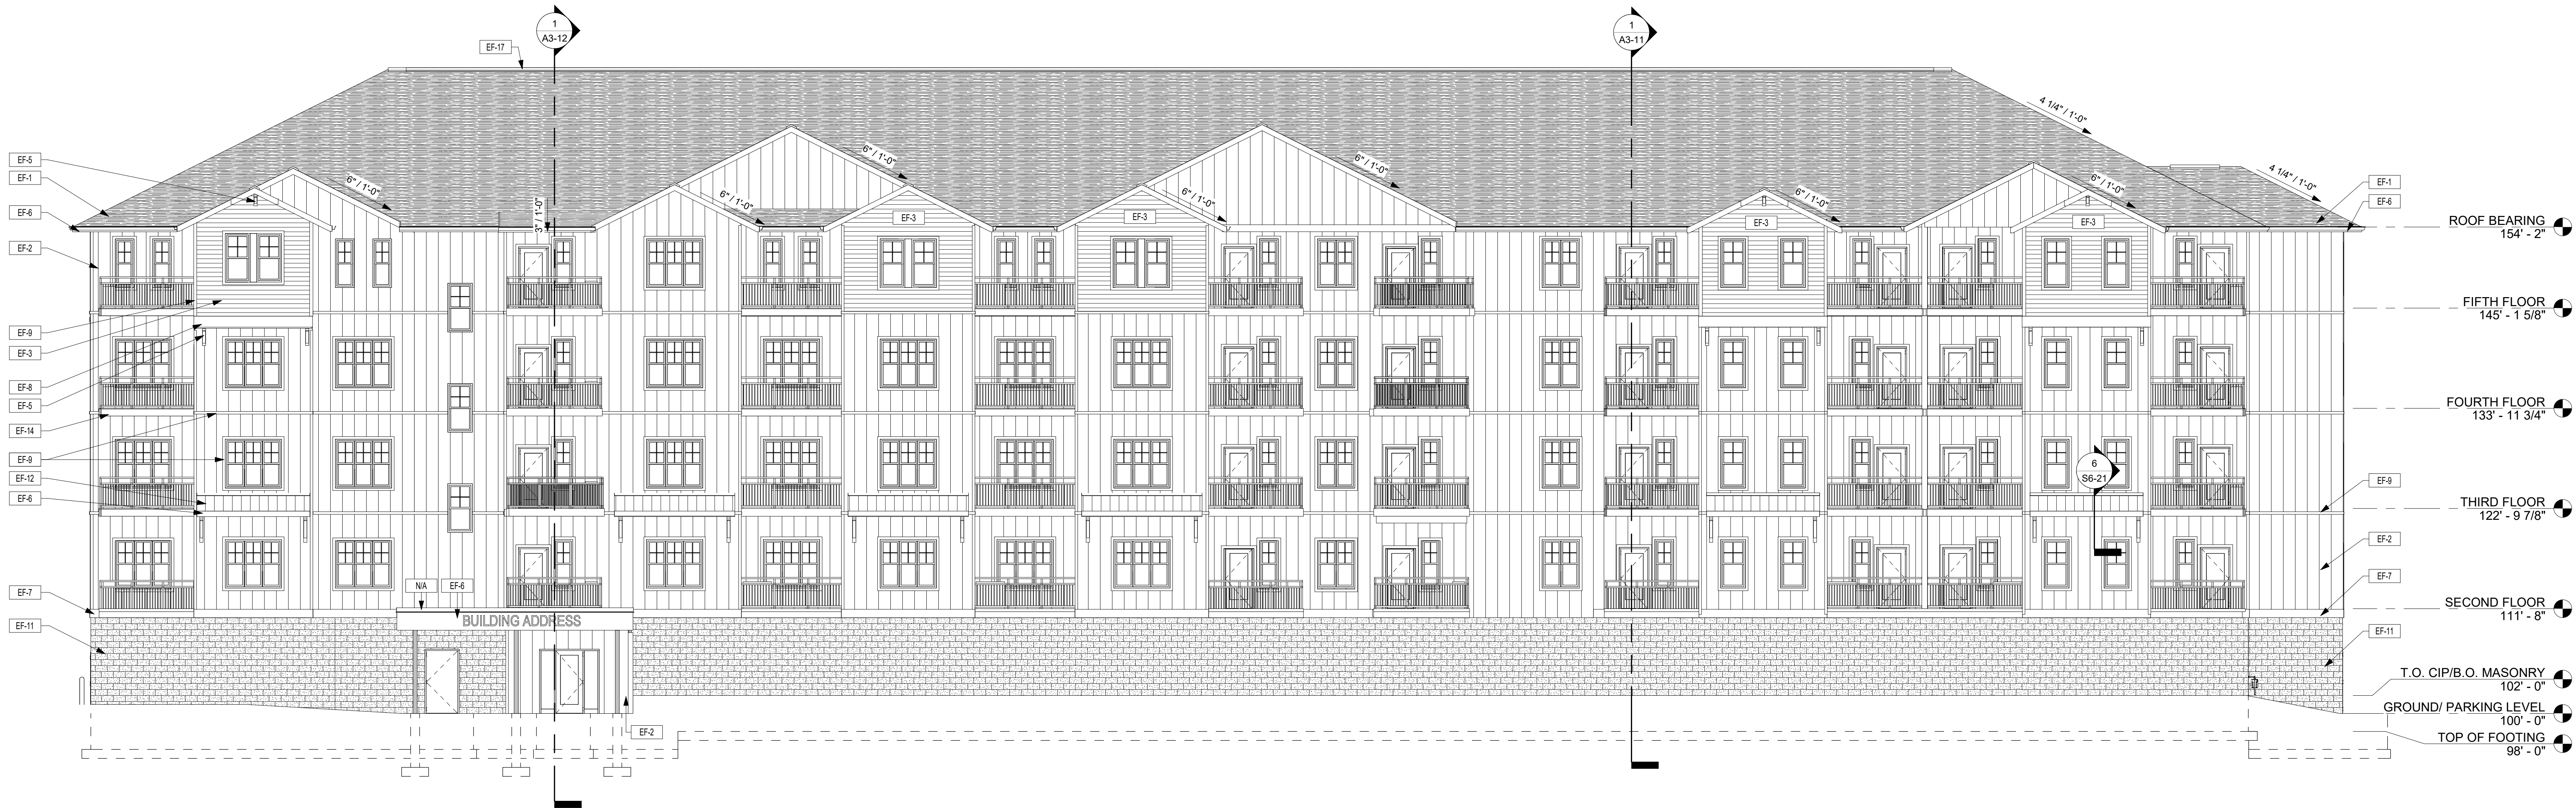 1
A3-12
1
A3-11
EF-17
4 1/4" / 1'-0"
6" / 1'-0"
6" / 1'-0"
EF-5
EF-1
6" / 1'-0"
6" / 1'-0"
6" / 1'-0"
6" / 1'-0"
6" / 1'-0"
4 1/4" / 1'-0"
EF-1
EF-6
EF-6
3" / 1'-0"
EF-3
EF-3
EF-3
EF-3
ROOF BEARING
154' - 2"
EF-2
FIFTH FLOOR
145' - 1 5/8"
EF-9
EF-3
EF-8
EF-5
FOURTH FLOOR
133' - 11 3/4"
EF-14
EF-9
6
S6-21
EF-12
EF-9
EF-6
THIRD FLOOR
122' - 9 7/8"
EF-2
N/A
EF-6
EF-7
EF-7
SECOND FLOOR
111' - 8"
BUILDING ADDRESS
EF-11
EF-11
T.O. CIP/B.O. MASONRY
102' - 0"
GROUND/ PARKING LEVEL
100' - 0"
EF-2
TOP OF FOOTING
98' - 0"